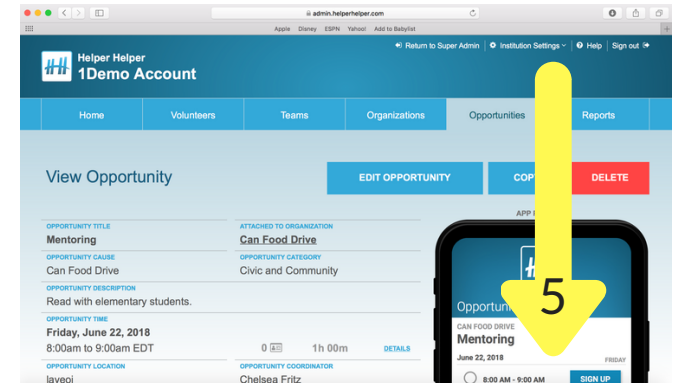 admin.helperhelper.com
Apple Disney ESPN Yahoo! Add to Babylist
Return to Super Admin Institution Settings Help Sign out
Helper Helper
1Demo Account
Home Volunteers Teams Organizations Opportunities Reports
View Opportunity
EDIT OPPORTUNITY
DELETE
APP
OPPORTUNITY TITLE
Mentoring
ATTACHED TO ORGANIZATION
Can Food Drive
OPPORTUNITY CAUSE
Can Food Drive
OPPORTUNITY CATEGORY
Civic and Community
OPPORTUNITY DESCRIPTION
Read with elementary students.
OPPORTUNITY TIME
Friday, June 22, 2018
8:00am to 9:00am EDT
0
1h 00m
DETAILS
OPPORTUNITY LOCATION
OPPORTUNITY COORDINATOR
Chelsea Fritz
5
CAN FOOD DRIVE
Mentoring
June 22, 2018
FRIDAY
8:00 AM - 9:00 AM
SIGN UP